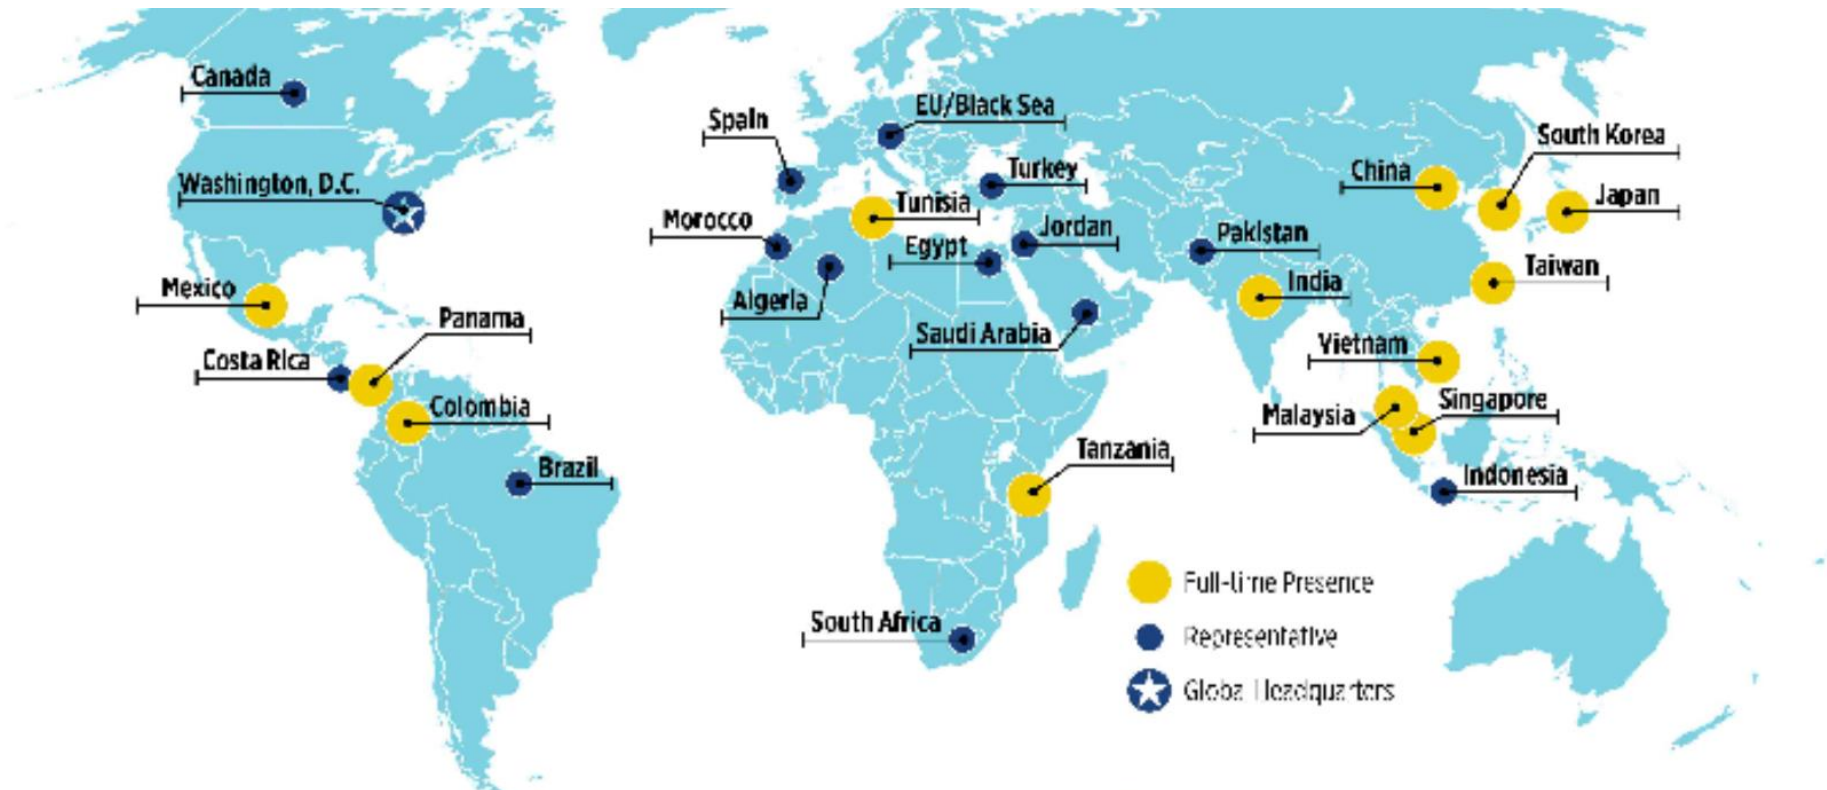 Canada
EU/Black Sea
Spain
South Korea
Turkey
China
Washington, D.C.
Japan
Tunisia
Morocco
Jordan
Pakistan
Egypt
Taiwan
India
Mexico
Algeria
Panama
Saudi Arabia
Vietnam
Costa Rica
Singapore
Colombia
Malaysia
Tanzania
Brazil
Indonesia
Full-time Presence
South Africa
Representative
Global Headquarters